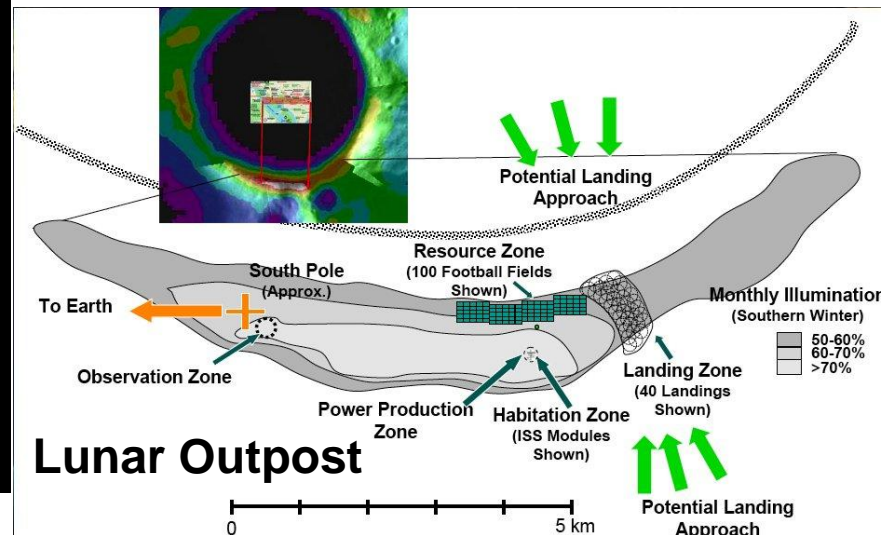 Potential Landing
Approach
Resource Zone
(100 Football Fields
Shown)
South Pole
(Approx.)
To Earth
Monthly Illumination
(Southern Winter)
50-60%
60-70%
>70%
Observation Zone
Landing Zone
(40 Landings
Shown)
Power Production
Zone
Habitation Zone
(ISS Modules
Shown)
Lunar Outpost
0
5 km
Potential Landing
Approach